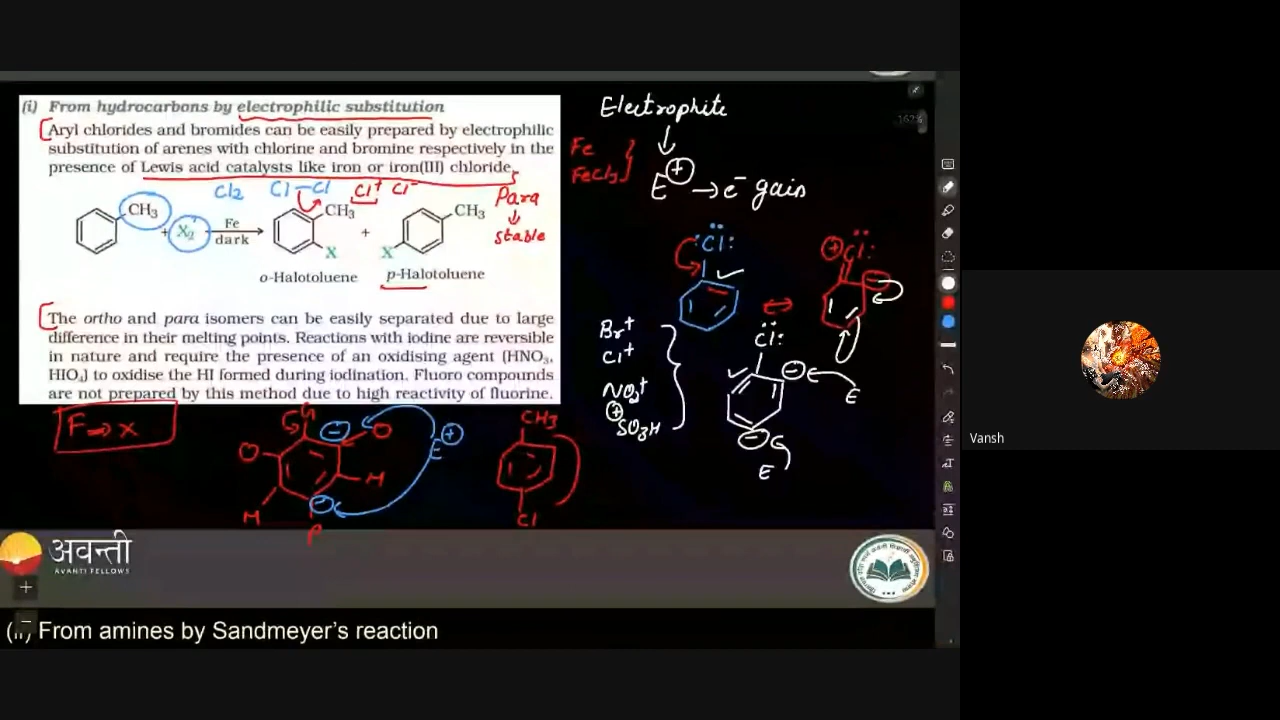 (i) From hydrocarbons by electrophilic substitution
Aryl chlorides and bromides can be easily prepared by electrophilic
substitution of arenes with chlorine and bromine respectively in the
presence of Lewis acid catalysts like iron or iron(III) chloride.
Cl2 Cl–Cl Cl+ Cl-
Para
↓
stable
CH3 + X2 Fe
dark
CH3
X
+
CH3
X
o-Halotoluene
p-Halotoluene
The ortho and para isomers can be easily separated due to large
difference in their melting points. Reactions with iodine are reversible
in nature and require the presence of an oxidising agent (HNO3,
HIO4) to oxidise the HI formed during iodination. Fluoro compounds
are not prepared by this method due to high reactivity of fluorine.
Electrophite
↓
Fe
FeCl3
E⊕ → e- gain
Cl:
⊕Cl:
Br+
Cl+
NO2+
⊕SO3H
Cl:
E
E
F ⇒ X
O
O
H
H
P
E⊕
CH3
Cl
अवन्ती
AVANTI FELLOWS
(ii) From amines by Sandmeyer's reaction
Vansh